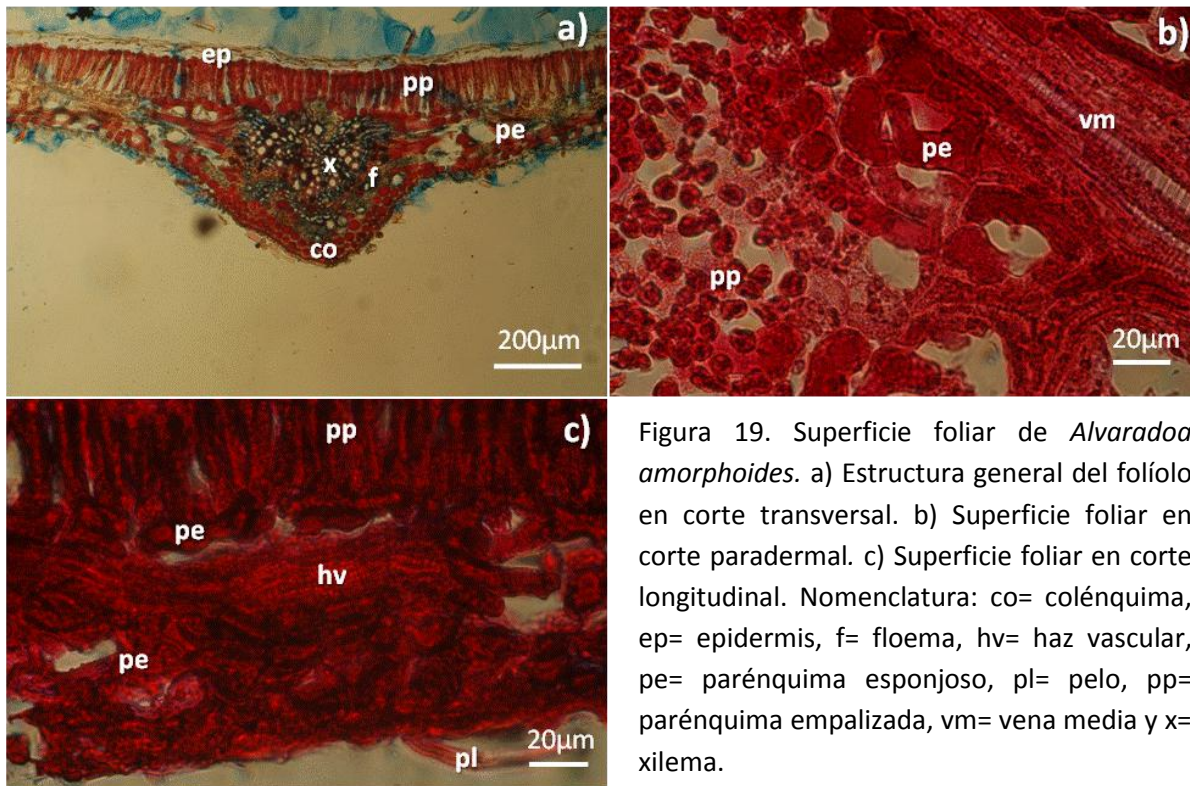 a)
ep
pp
pe
x
f
co
200µm
b)
vm
pe
pp
20µm
c)
pp
pe
hv
pe
20µm
pl
Figura 19. Superficie foliar de Alvaradoa
amorphoides. a) Estructura general del folíolo
en corte transversal. b) Superficie foliar en
corte paradermal. c) Superficie foliar en corte
longitudinal. Nomenclatura: co= colénquima,
ep= epidermis, f= floema, hv= haz vascular,
pe= parénquima esponjoso, pl= pelo, pp=
parénquima empalizada, vm= vena media y x=
xilema.